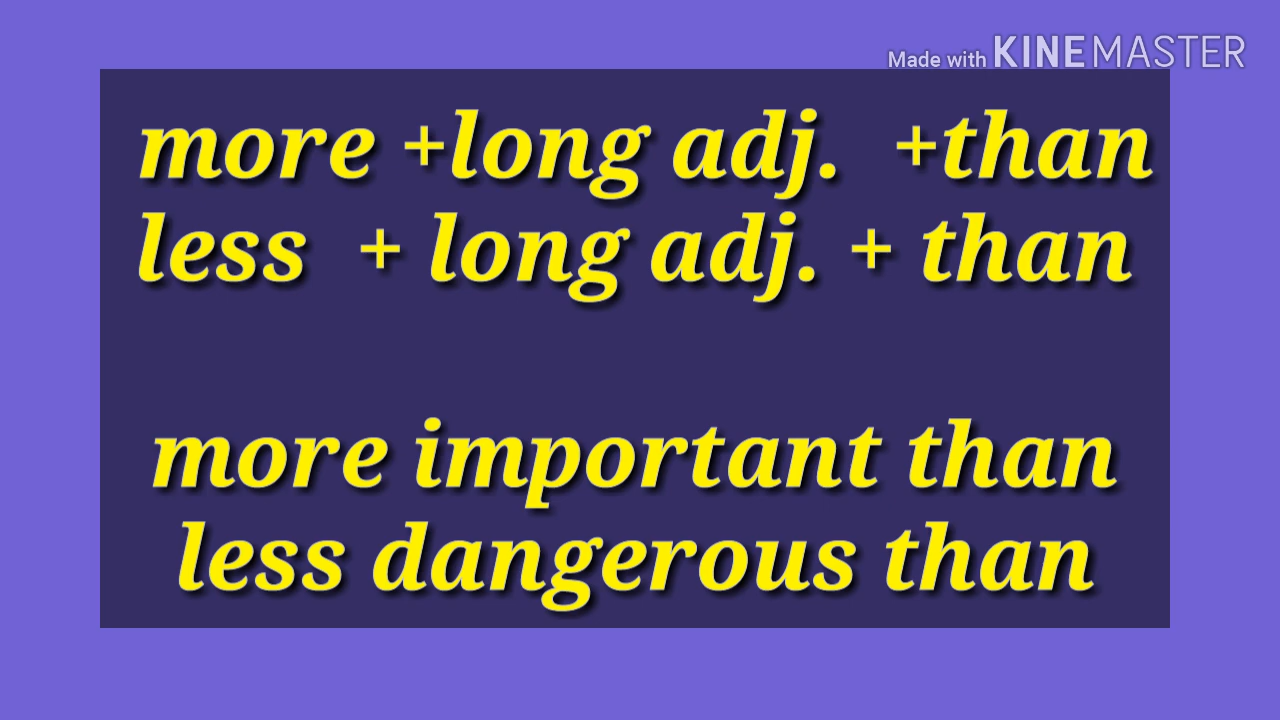 Made with KINEMASTER
more +long adj. +than
less + long adj. + than
more important than
less dangerous than